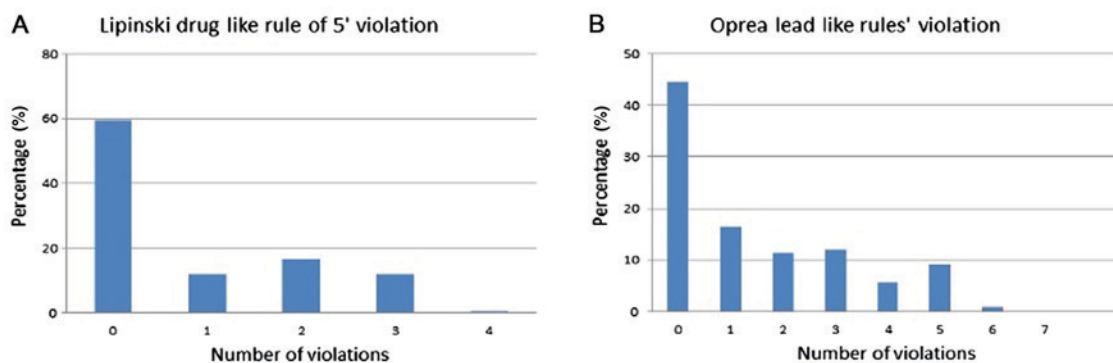 A
Lipinski drug like rule of 5' violation
Percentage (%)
80
60
40
20
0
0 1 2 3 4
Number of violations
B
Oprea lead like rules' violation
Percentage (%)
50
40
30
20
10
0
0 1 2 3 4 5 6 7
Number of violations